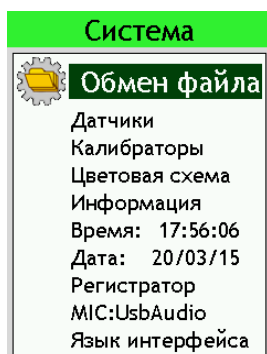 Система
Обмен файла
Датчики
Калибраторы
Цветовая схема
Информация
Время: 17:56:06
Дата: 20/03/15
Регистратор
MIC:UsbAudio
Язык интерфейса